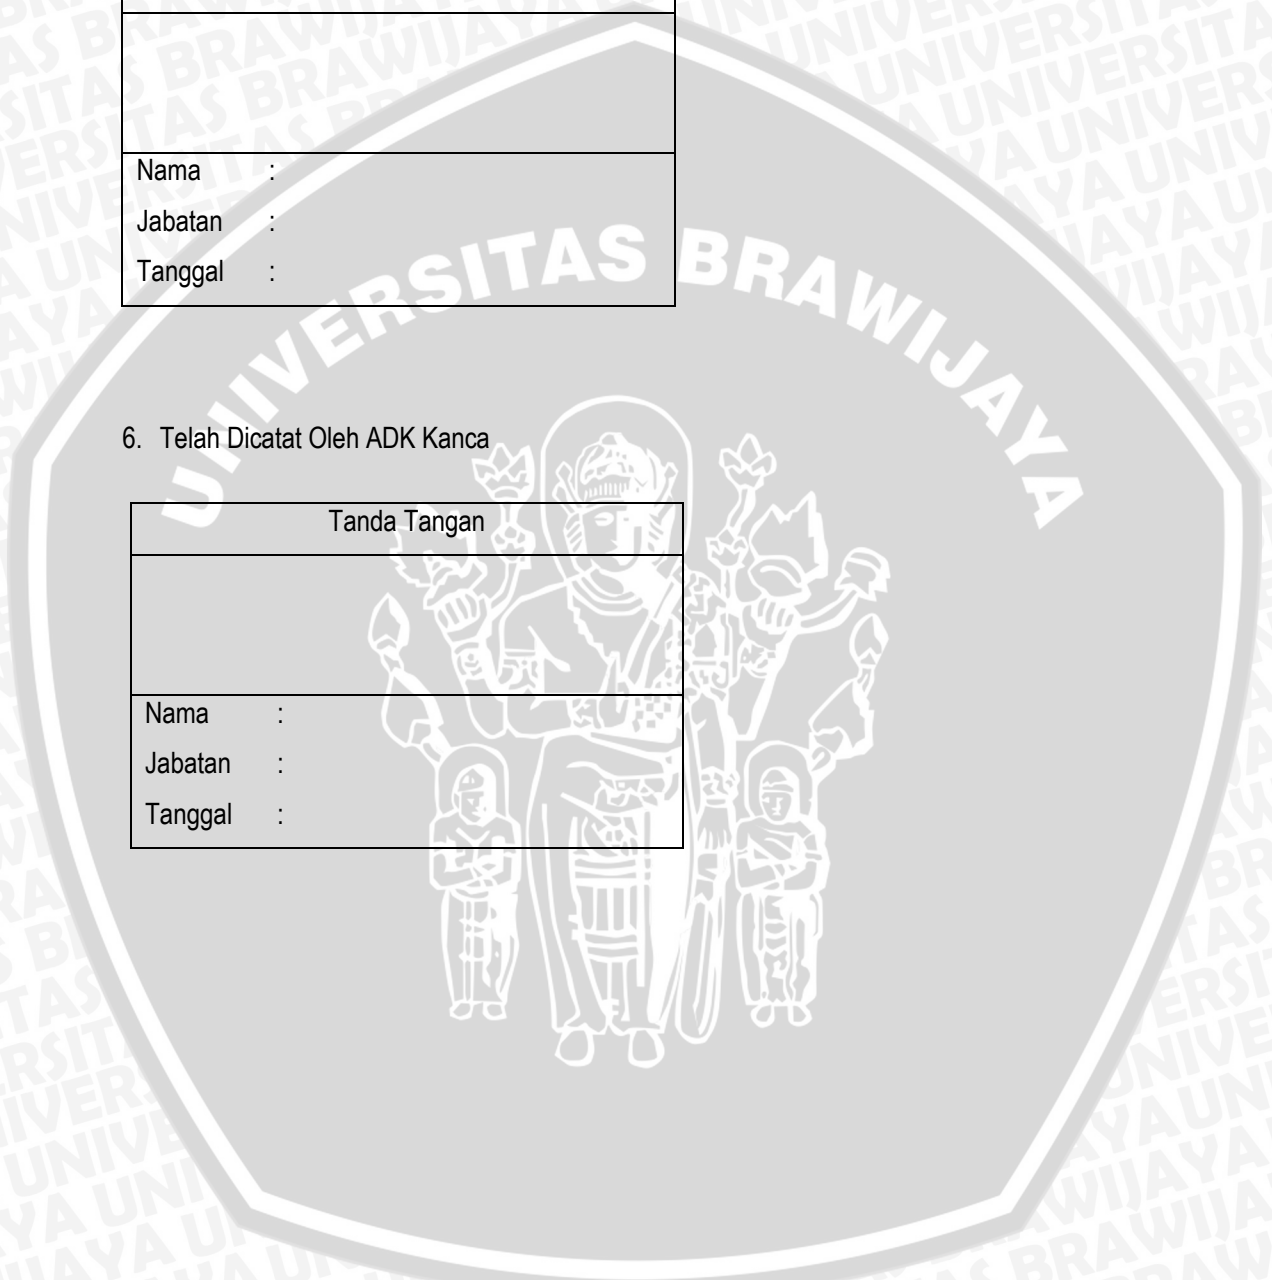 Nama :
Jabatan :
Tanggal :
UNIVERSITAS BRAWIJAYA
6. Telah Dicatat Oleh ADK Kanca
Tanda Tangan
Nama :
Jabatan :
Tanggal :